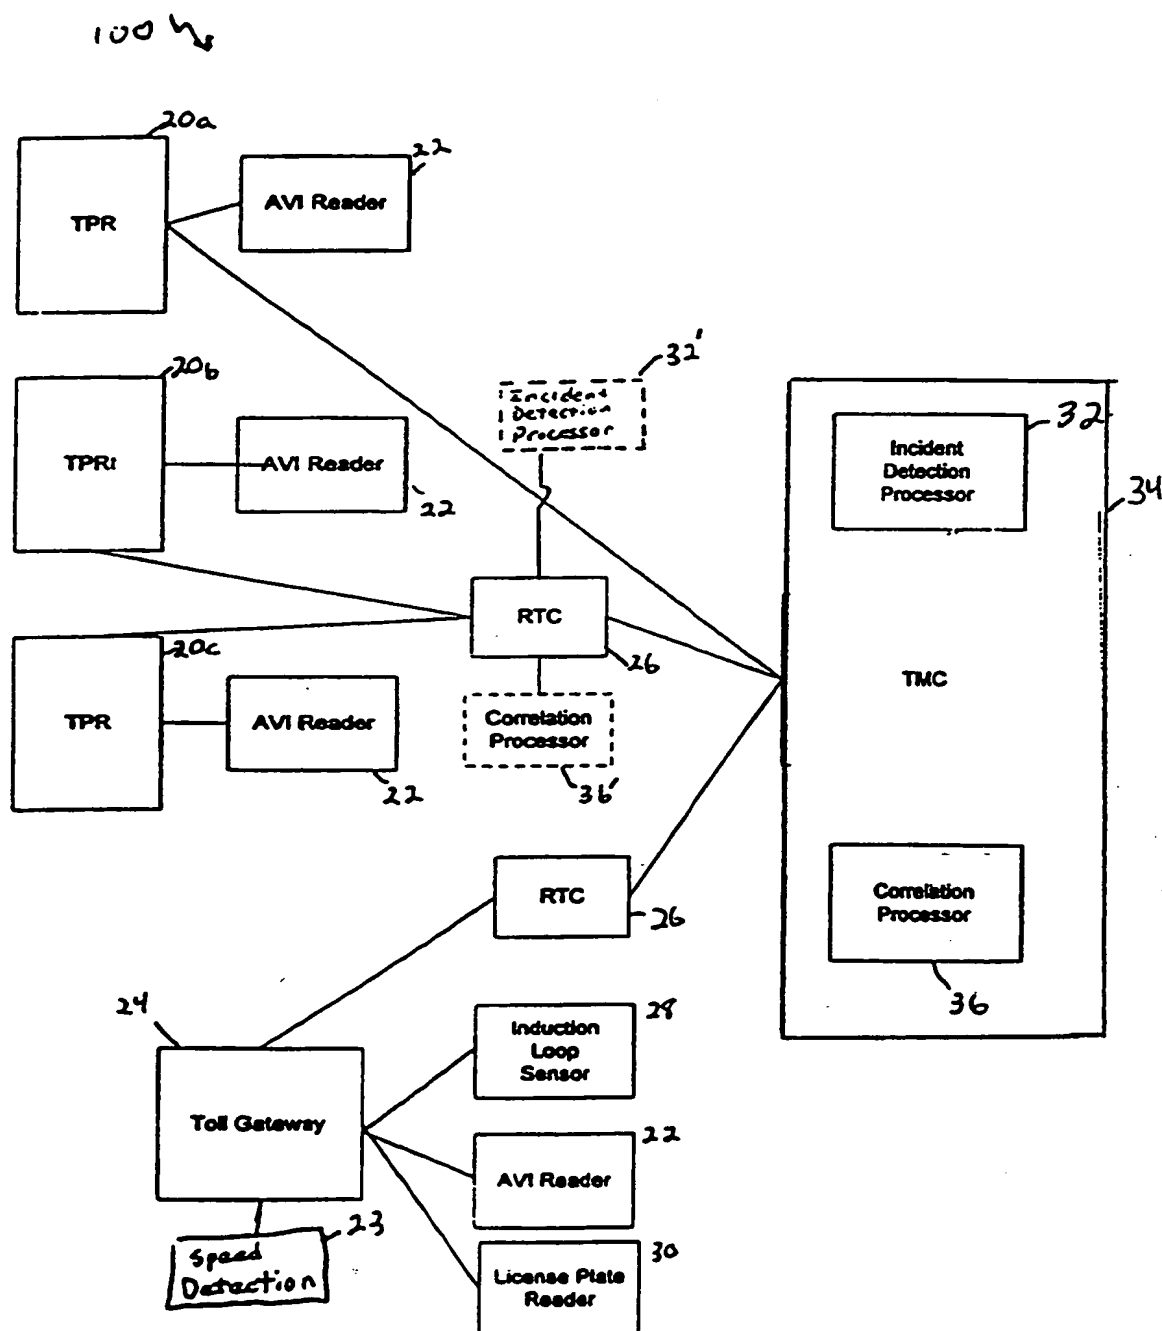 100
20a
TPR
22
AVI Reader
20b
TPR
AVI Reader
22
32'
Incident
Detection
Processor
32
Incident
Detection
Processor
34
RTC
26
20c
TPR
AVI Reader
22
Correlation
Processor
36'
TMC
RTC
26
Correlation
Processor
36
24
Toll Gateway
28
Induction
Loop
Sensor
22
AVI Reader
23
Speed
Detection
30
License Plate
Reader